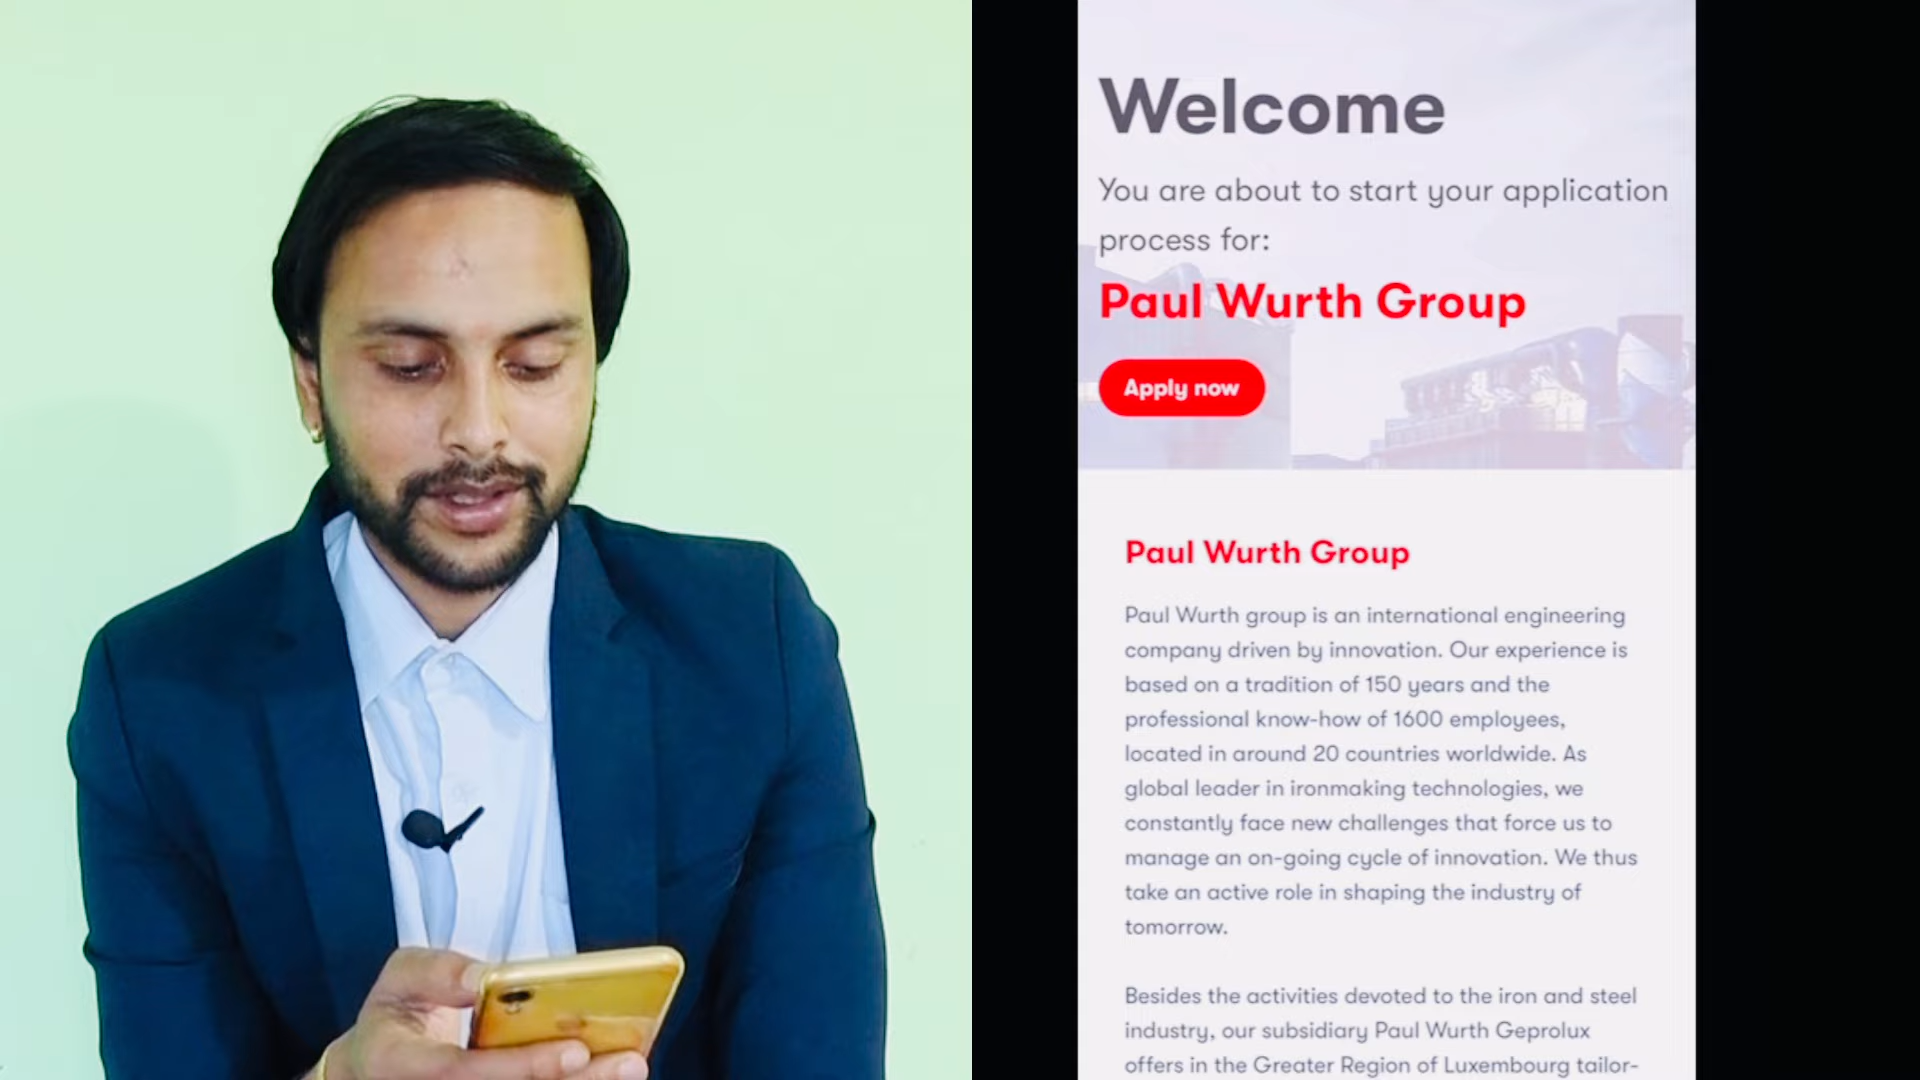 Welcome
You are about to start your application
process for:
Paul Wurth Group
Apply now
Paul Wurth Group
Paul Wurth group is an international engineering
company driven by innovation. Our experience is
based on a tradition of 150 years and the
professional know-how of 1600 employees,
located in around 20 countries worldwide. As
global leader in ironmaking technologies, we
constantly face new challenges that force us to
manage an on-going cycle of innovation. We thus
take an active role in shaping the industry of
tomorrow.
Besides the activities devoted to the iron and steel
industry, our subsidiary Paul Wurth Geprolux
offers in the Greater Region of Luxembourg tailor-